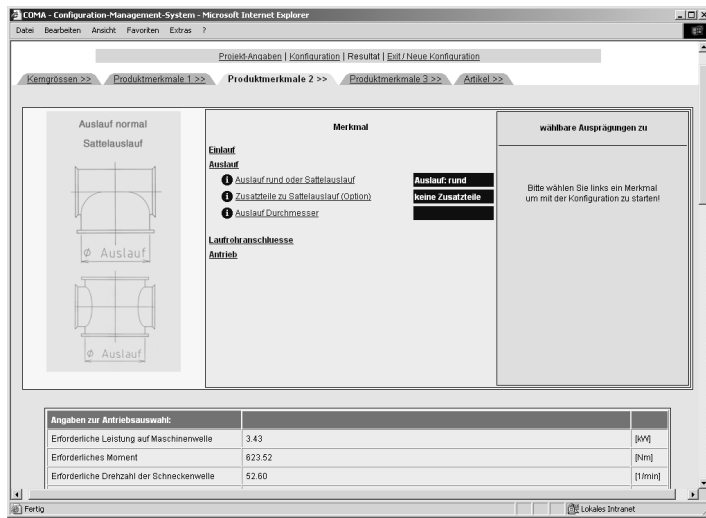 COMA - Configuration-Management-System - Microsoft Internet Explorer
Datei Bearbeiten Ansicht Favoriten Extras ?
Projekt-Angaben | Konfiguration | Resultat | Exit / Neue Konfiguration
Kerngrössen >> Produktmerkmale 1 >> Produktmerkmale 2 >> Produktmerkmale 3 >> Artikel >>
Auslauf normal
Sattelauslauf
ø Auslauf
ø Auslauf
Merkmal
Einlauf
Auslauf
Auslauf rund oder Sattelauslauf Auslauf: rund
Zusatzteile zu Sattelauslauf (Option) keine Zusatzteile
Auslauf Durchmesser
Laufrohranschluesse
Antrieb
wählbare Ausprägungen zu
Bitte wählen Sie links ein Merkmal
um mit der Konfiguration zu starten!
Angaben zur Antriebsauswahl:
Erforderliche Leistung auf Maschinenwelle 3.43 [kW]
Erforderliches Moment 623.52 [Nm]
Erforderliche Drehzahl der Schneckenwelle 52.60 [1/min]
Fertig Lokales Intranet